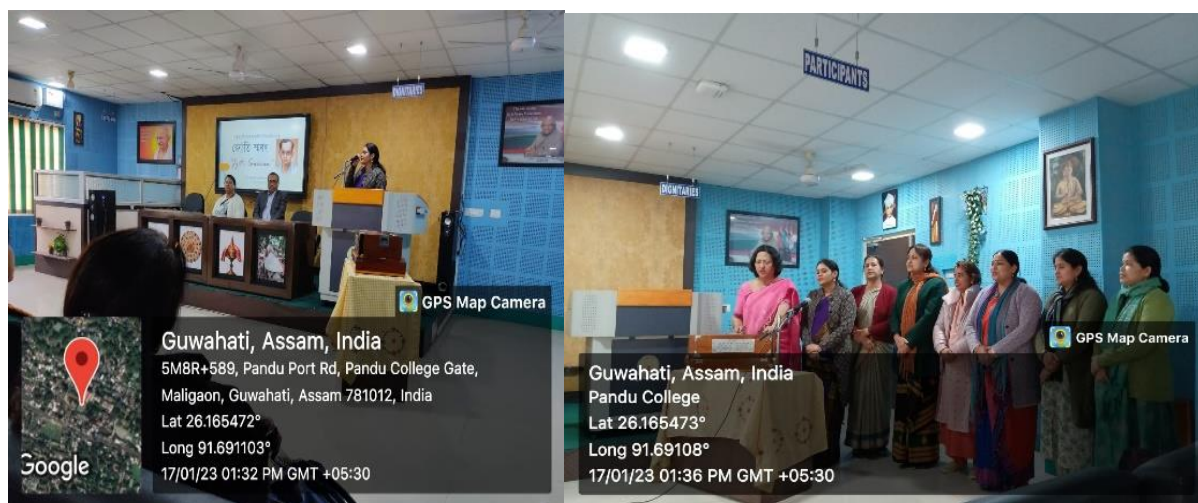 DIGNITARIES
জ্যোতি স্মৰণ
GPS Map Camera
Guwahati, Assam, India
5M8R+589, Pandu Port Rd, Pandu College Gate,
Maligaon, Guwahati, Assam 781012, India
Lat 26.165472°
Long 91.691103°
17/01/23 01:32 PM GMT +05:30
Google
PARTICIPANTS
DIGNITARIES
GPS Map Camera
Guwahati, Assam, India
Pandu College
Lat 26.165473°
Long 91.69108°
17/01/23 01:36 PM GMT +05:30